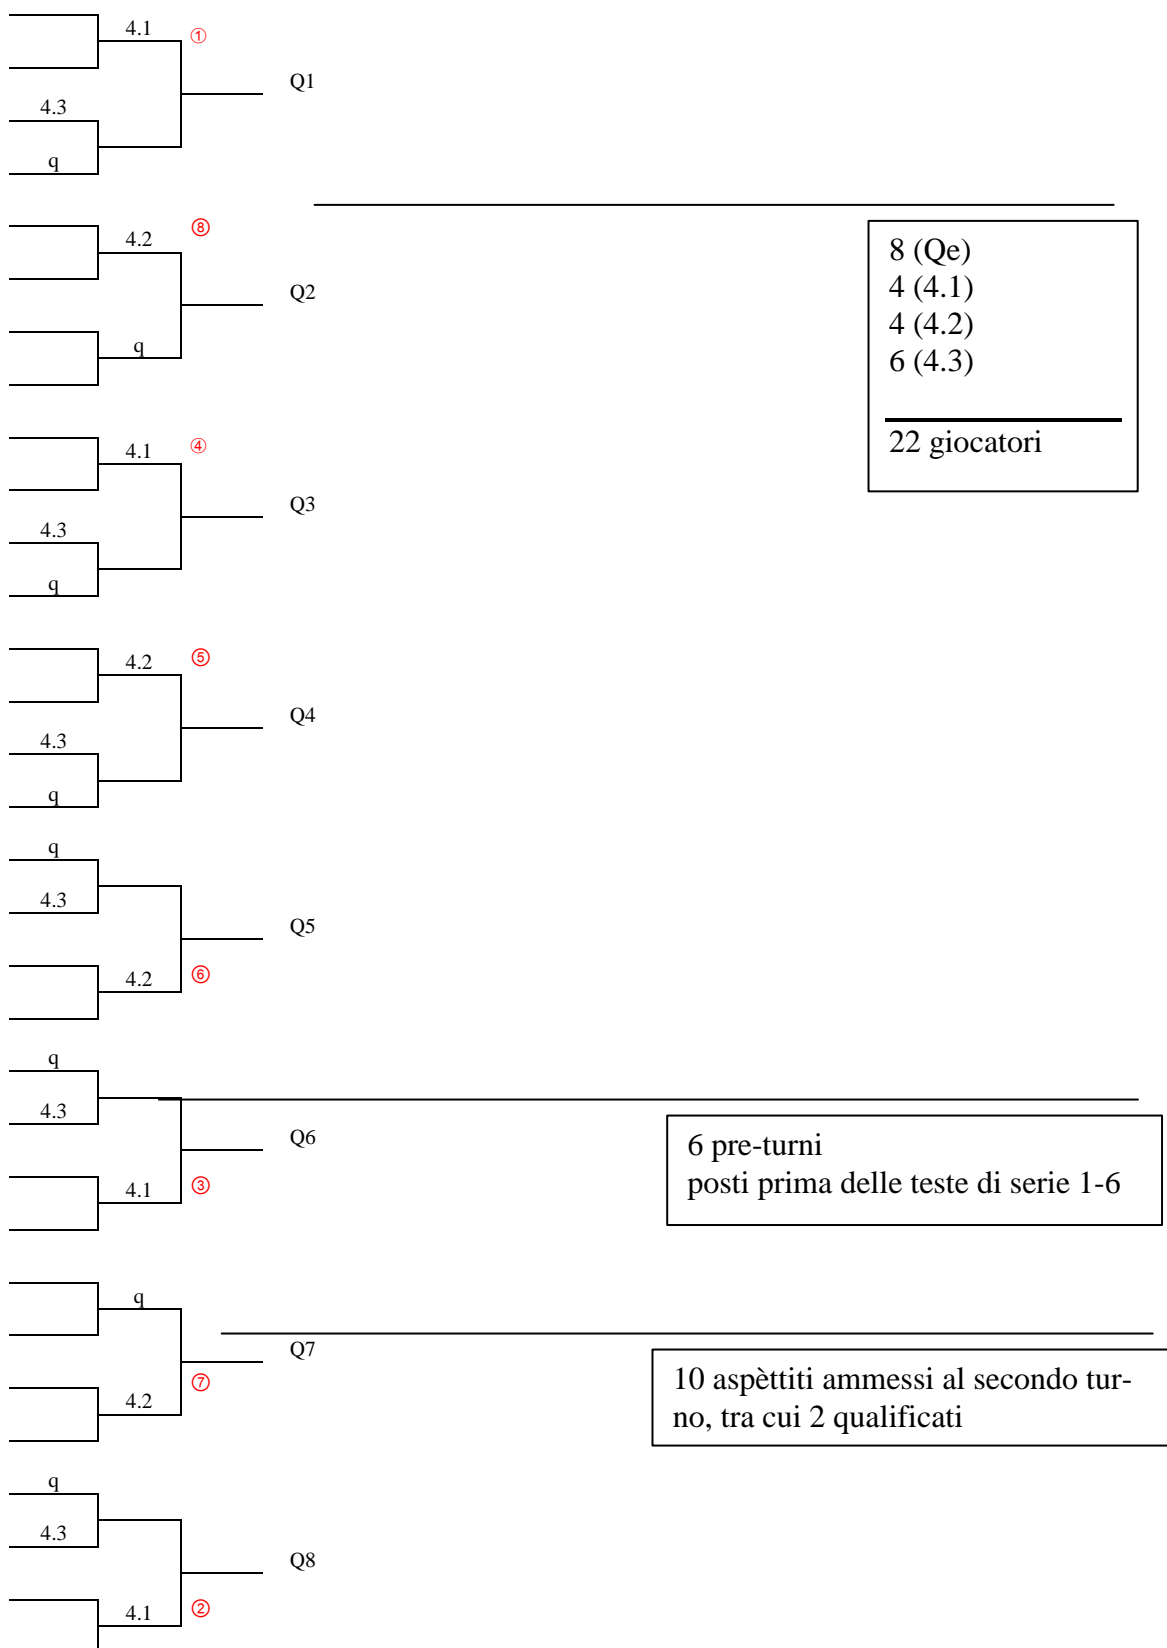 4.1 ①
Q1
4.3
q
4.2 ⑧
Q2
q
8 (Qe)
4 (4.1)
4 (4.2)
6 (4.3)
22 giocatori
4.1 ④
Q3
4.3
q
4.2 ⑤
Q4
4.3
q
q
4.3
Q5
4.2 ⑥
q
4.3
Q6
4.1 ③
6 pre-turni
posti prima delle teste di serie 1-6
q
Q7
4.2 ⑦
10 aspèttiti ammessi al secondo tur-
no, tra cui 2 qualificati
q
4.3
Q8
4.1 ②